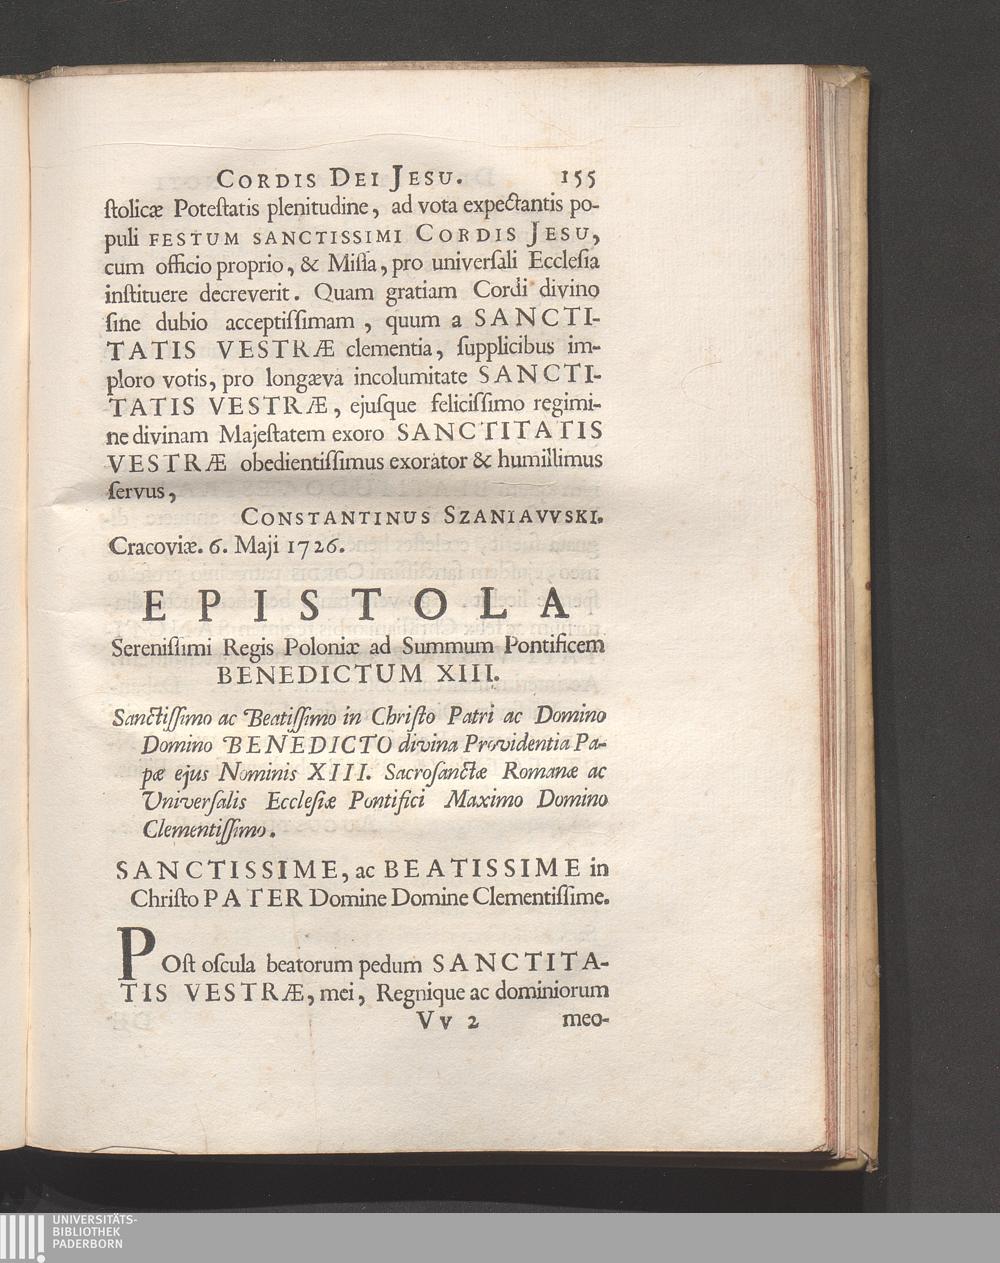 CORDIS DEI JESU. 155
ſtolicæ Poteſtatis plenitudine, ad vota expectantis po-
puli FESTUM SANCTISSIMI CORDIS JESU,
cum officio proprio, & Miſſa, pro univerſali Eccleſia
inſtituere decreverit. Quam gratiam Cordi divino
ſine dubio acceptiſſimam , quum a SANCTI-
TATIS VESTRÆ clementia, ſupplicibus im-
ploro votis, pro longæva incolumitate SANCTI-
TATIS VESTRÆ, ejuſque feliciſſimo regimi-
ne divinam Majeſtatem exoro SANCTITATIS
VESTRÆ obedientiſſimus exorator & humillimus
ſervus,
CONSTANTINUS SZANIAVVSKI.
Cracoviæ. 6. Maji 1726.
EPISTOLA
Sereniſſimi Regis Poloniæ ad Summum Pontificem
BENEDICTUM XIII.
Sanctiſſimo ac Beatiſſimo in Chriſto Patri ac Domino
Domino BENEDICTO divina Providentia Pa-
pæ ejus Nominis XIII. Sacroſanctæ Romanæ ac
Univerſalis Eccleſiæ Pontifici Maximo Domino
Clementiſſimo.
SANCTISSIME, ac BEATISSIME in
Chriſto PATER Domine Domine Clementiſſime.
POſt oſcula beatorum pedum SANCTITA-
TIS VESTRÆ, mei, Regnique ac dominiorum
Vv 2 meo-
UNIVERSITÄTS-
BIBLIOTHEK
PADERBORN